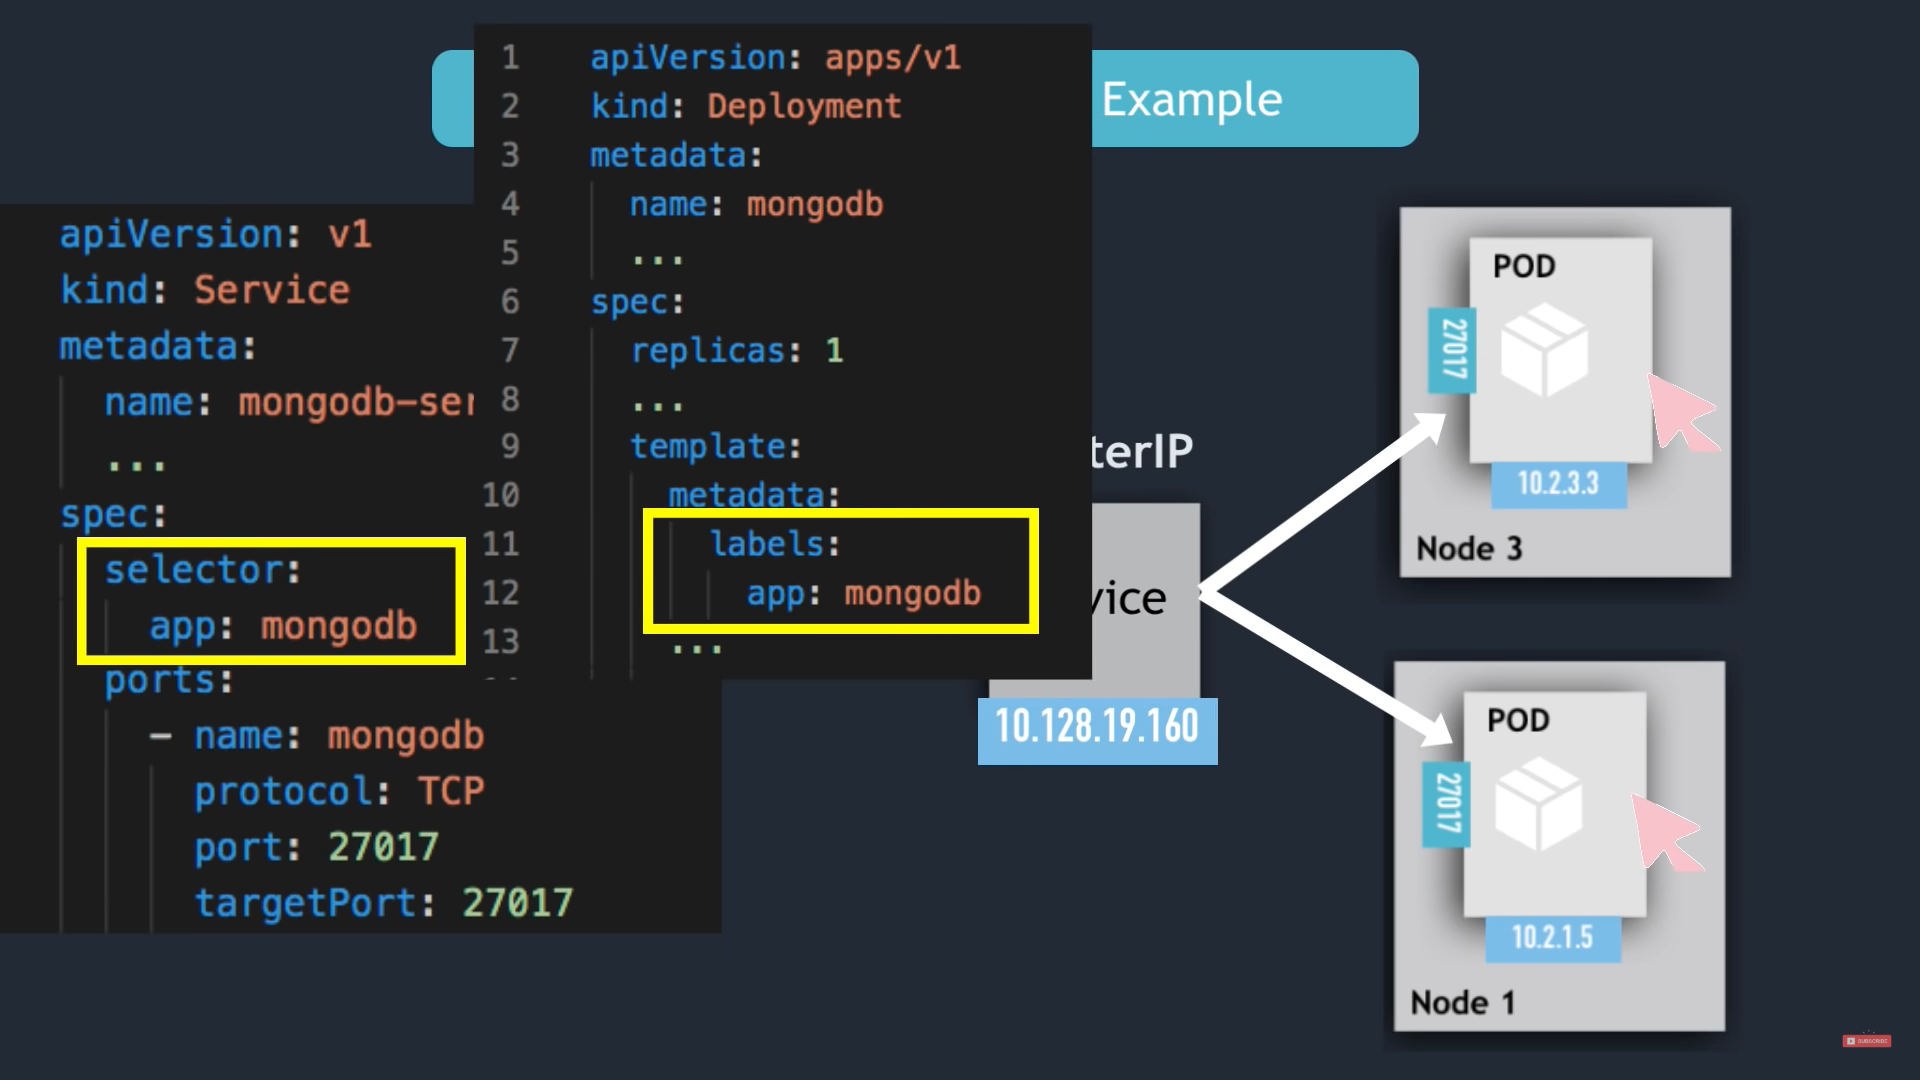 Example
apiVersion: v1
kind: Service
metadata:
name: mongodb-ser
...
spec:
selector:
app: mongodb
ports:
- name: mongodb
protocol: TCP
port: 27017
targetPort: 27017
1 apiVersion: apps/v1
2 kind: Deployment
3 metadata:
4 name: mongodb
5 ...
6 spec:
7 replicas: 1
8 ...
9 template:
10 metadata:
11 labels:
12 app: mongodb
13 ...
terIP
vice
10.128.19.160
POD
27017
10.2.3.3
Node 3
POD
27017
10.2.1.5
Node 1
SUBSCRIBE